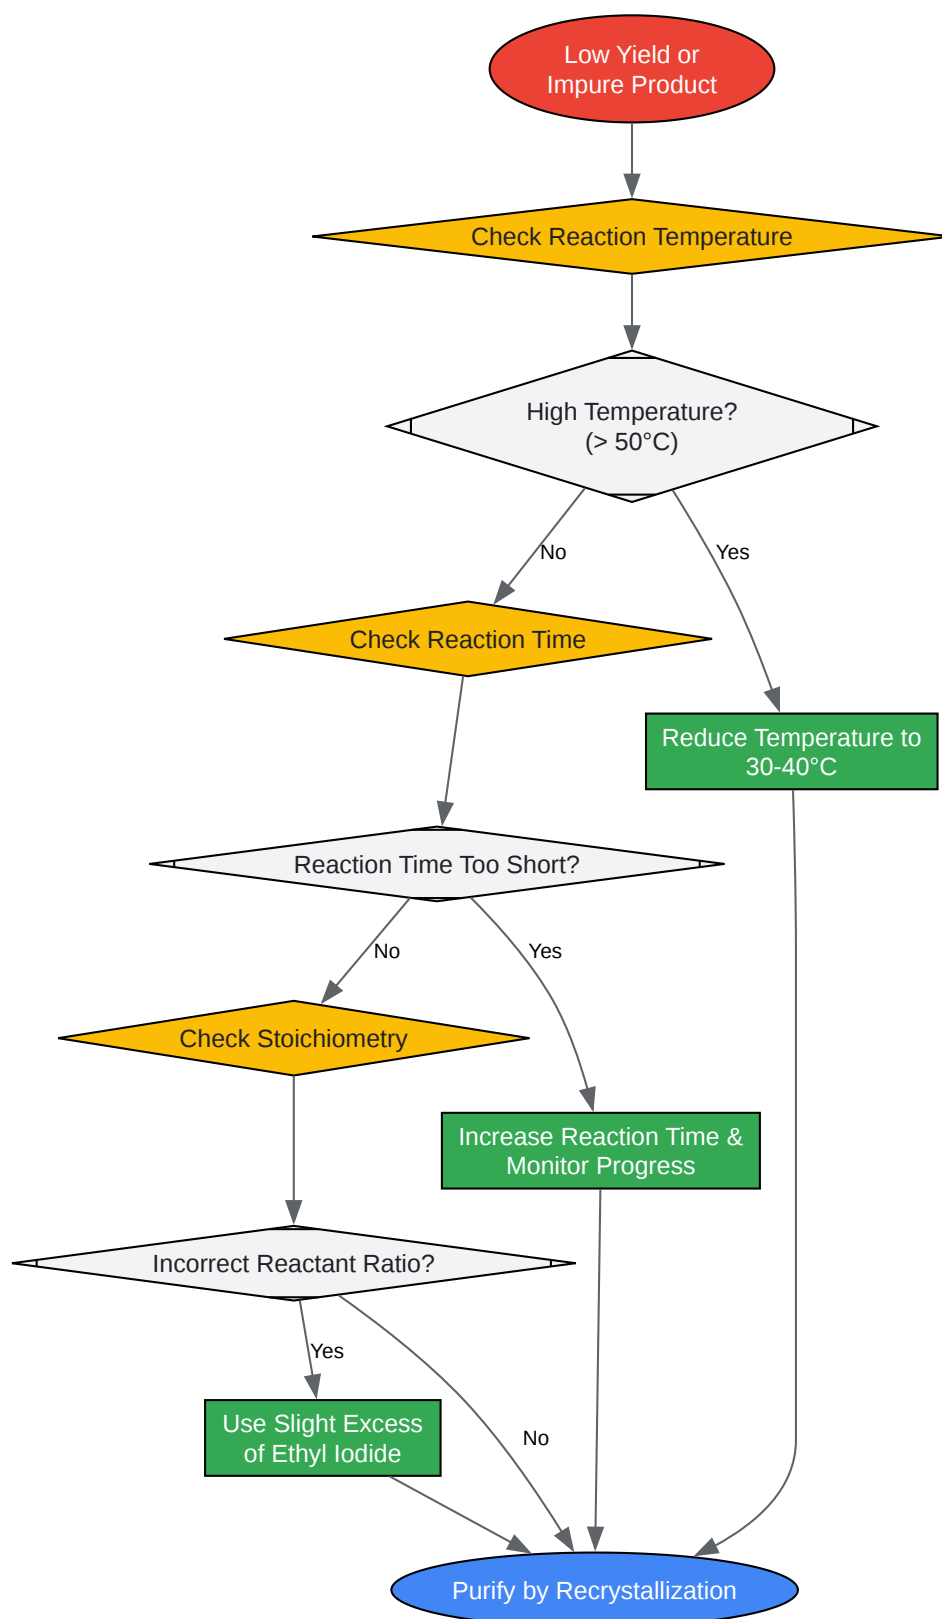 Low Yield or
Impure Product
Check Reaction Temperature
High Temperature?
(> 50°C)
No
Yes
Check Reaction Time
Reduce Temperature to
30-40°C
Reaction Time Too Short?
No
Yes
Check Stoichiometry
Increase Reaction Time &
Monitor Progress
Incorrect Reactant Ratio?
Yes
Use Slight Excess
of Ethyl Iodide
No
Purify by Recrystallization